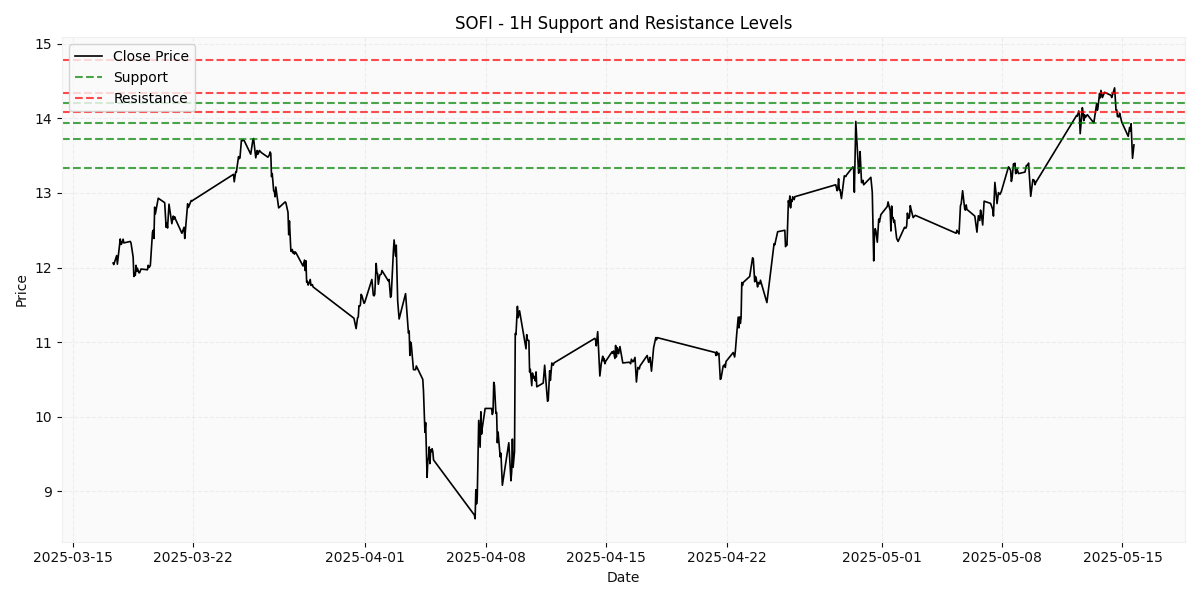 SOFI - 1H Support and Resistance Levels
Close Price
Support
Resistance
15
14
13
12
11
10
9
Price
2025-03-15 2025-03-22 2025-04-01 2025-04-08 2025-04-15 2025-04-22 2025-05-01 2025-05-08 2025-05-15
Date